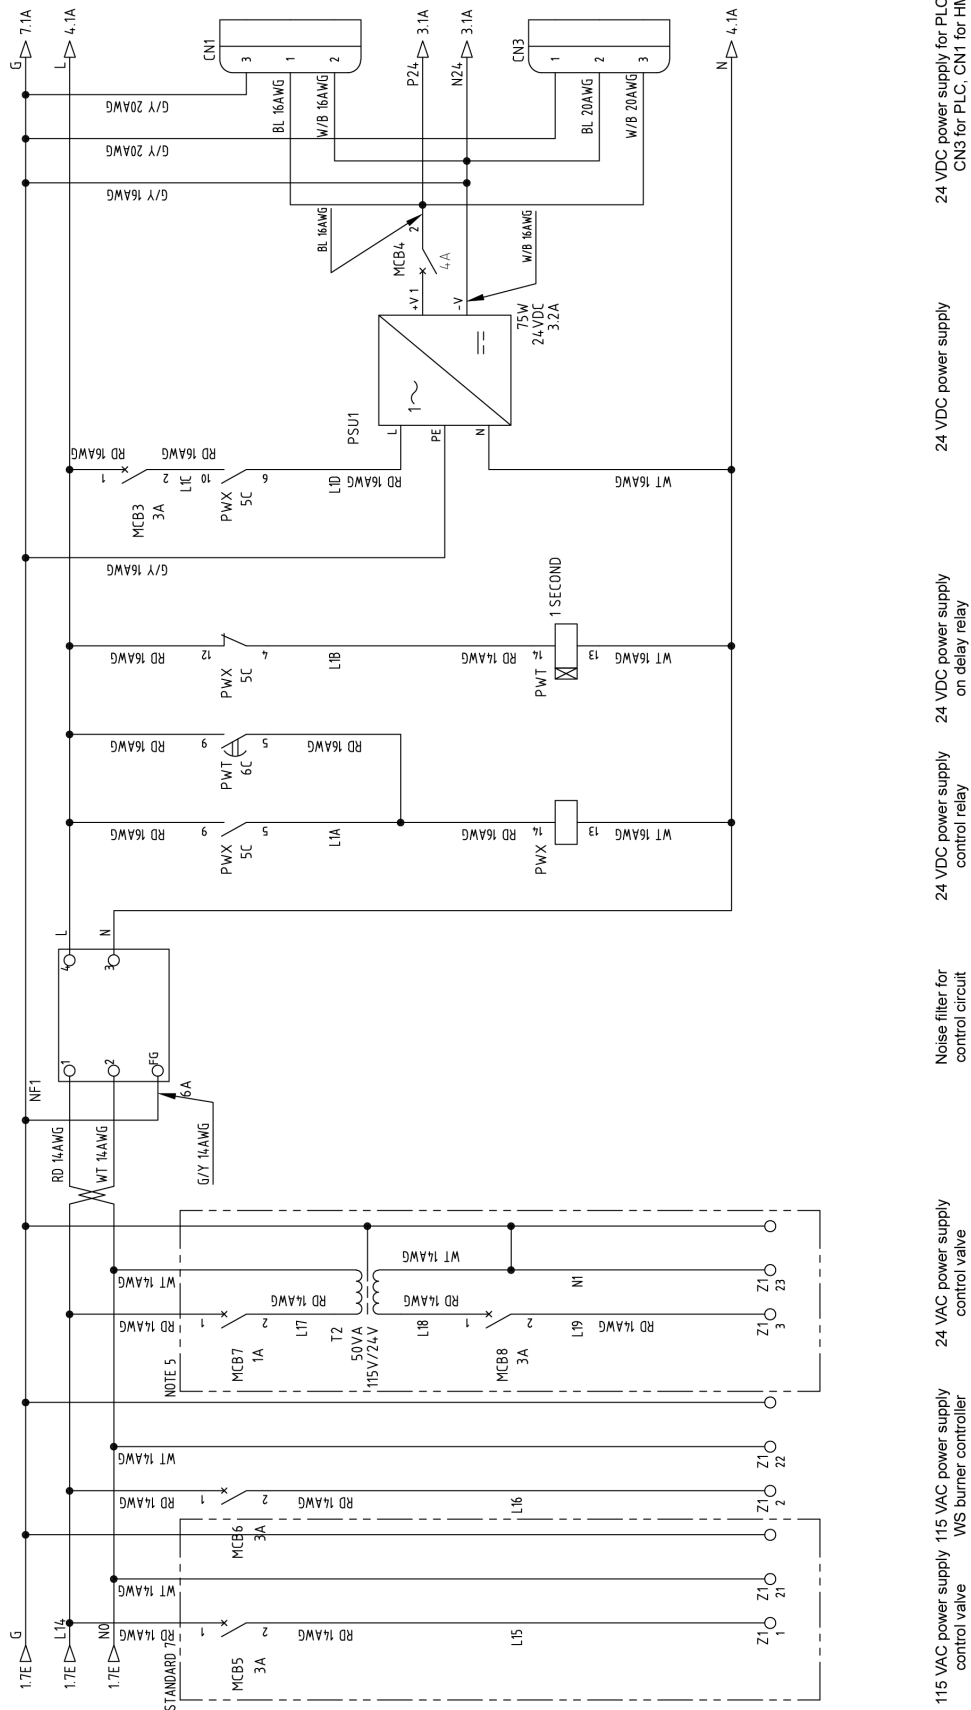 1.7E
G
1.7E
L14
1.7E
N0
STANDARD 7
RD 14AWG
1
MCB5
3A
2
RD 14AWG
L15
Z1
1
WT 14AWG
Z1
21
RD 14AWG
1
MCB6
3A
2
RD 14AWG
L16
Z1
2
WT 14AWG
Z1
22
NOTE 5
RD 14AWG
1
MCB7
1A
2
RD 14AWG
L17
T2
50VA
115V/24V
RD 14AWG
L18
1
MCB8
3A
2
L19
RD 14AWG
Z1
3
WT 14AWG
WT 14AWG
N1
Z1
23
RD 14AWG
WT 14AWG
G/Y 14AWG
NF1
6A
1
2
FG
4
3
L
N
RD 16AWG
9
PWX
5C
5
L1A
RD 16AWG
14
PWX
13
WT 16AWG
RD 16AWG
9
PWT
6C
5
RD 16AWG
RD 16AWG
12
PWX
5C
4
L1B
RD 14AWG
14
PWT
1 SECOND
13
WT 16AWG
G/Y 16AWG
RD 16AWG
1
MCB3
3A
2
L1C
RD 16AWG
10
PWX
5C
6
L1D
RD 16AWG
PSU1
L
PE
N
WT 16AWG
1
75W
24VDC
3.2A
+V 1
-V
MCB4
4A
2
BL 16AWG
W/B 16AWG
G/Y 16AWG
G/Y 20AWG
G/Y 20AWG
CN1
3
1
2
BL 16AWG
W/B 16AWG
P24
3.1A
N24
3.1A
CN3
1
2
3
BL 20AWG
W/B 20AWG
G
7.1A
L
4.1A
N
4.1A
115 VAC power supply
control valve
115 VAC power supply
WS burner controller
24 VAC power supply
control valve
Noise filter for
control circuit
24 VDC power supply
control relay
24 VDC power supply
on delay relay
24 VDC power supply
24 VDC power supply for PLC
CN3 for PLC, CN1 for